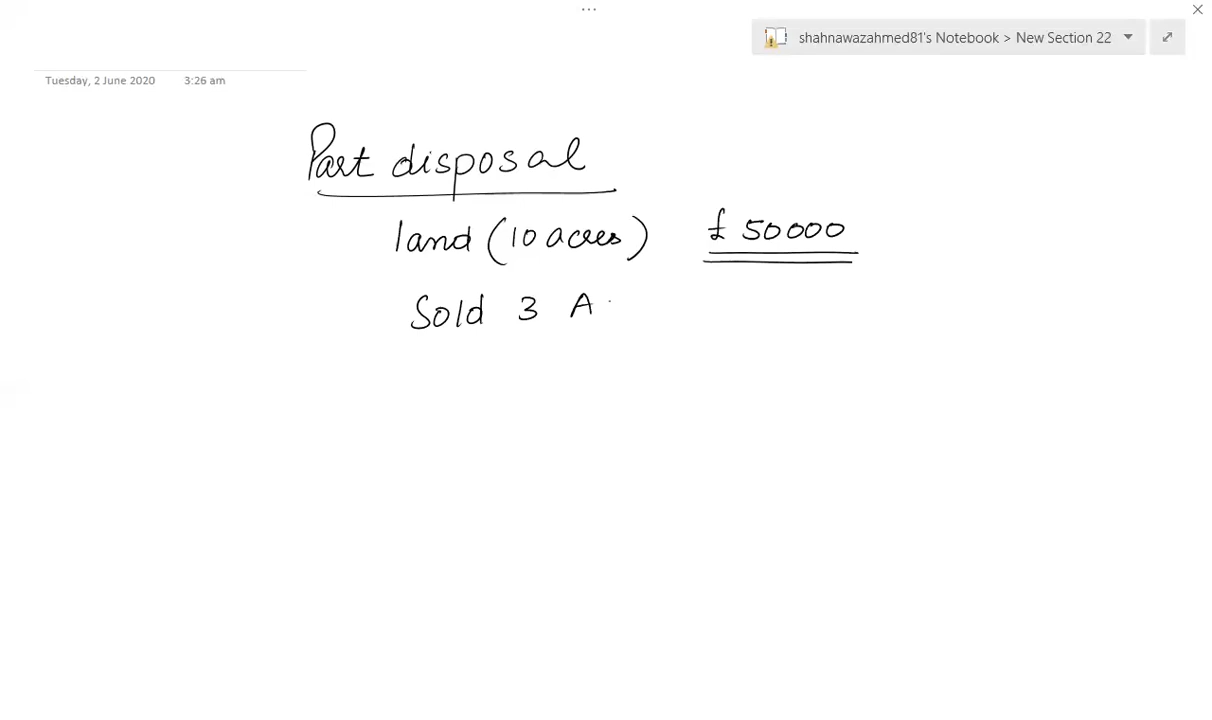 ...
shahnawazahmed81's Notebook > New Section 22
Tuesday, 2 June 2020 3:26 am
Part disposal
land (10 acres) £50000
Sold 3 A